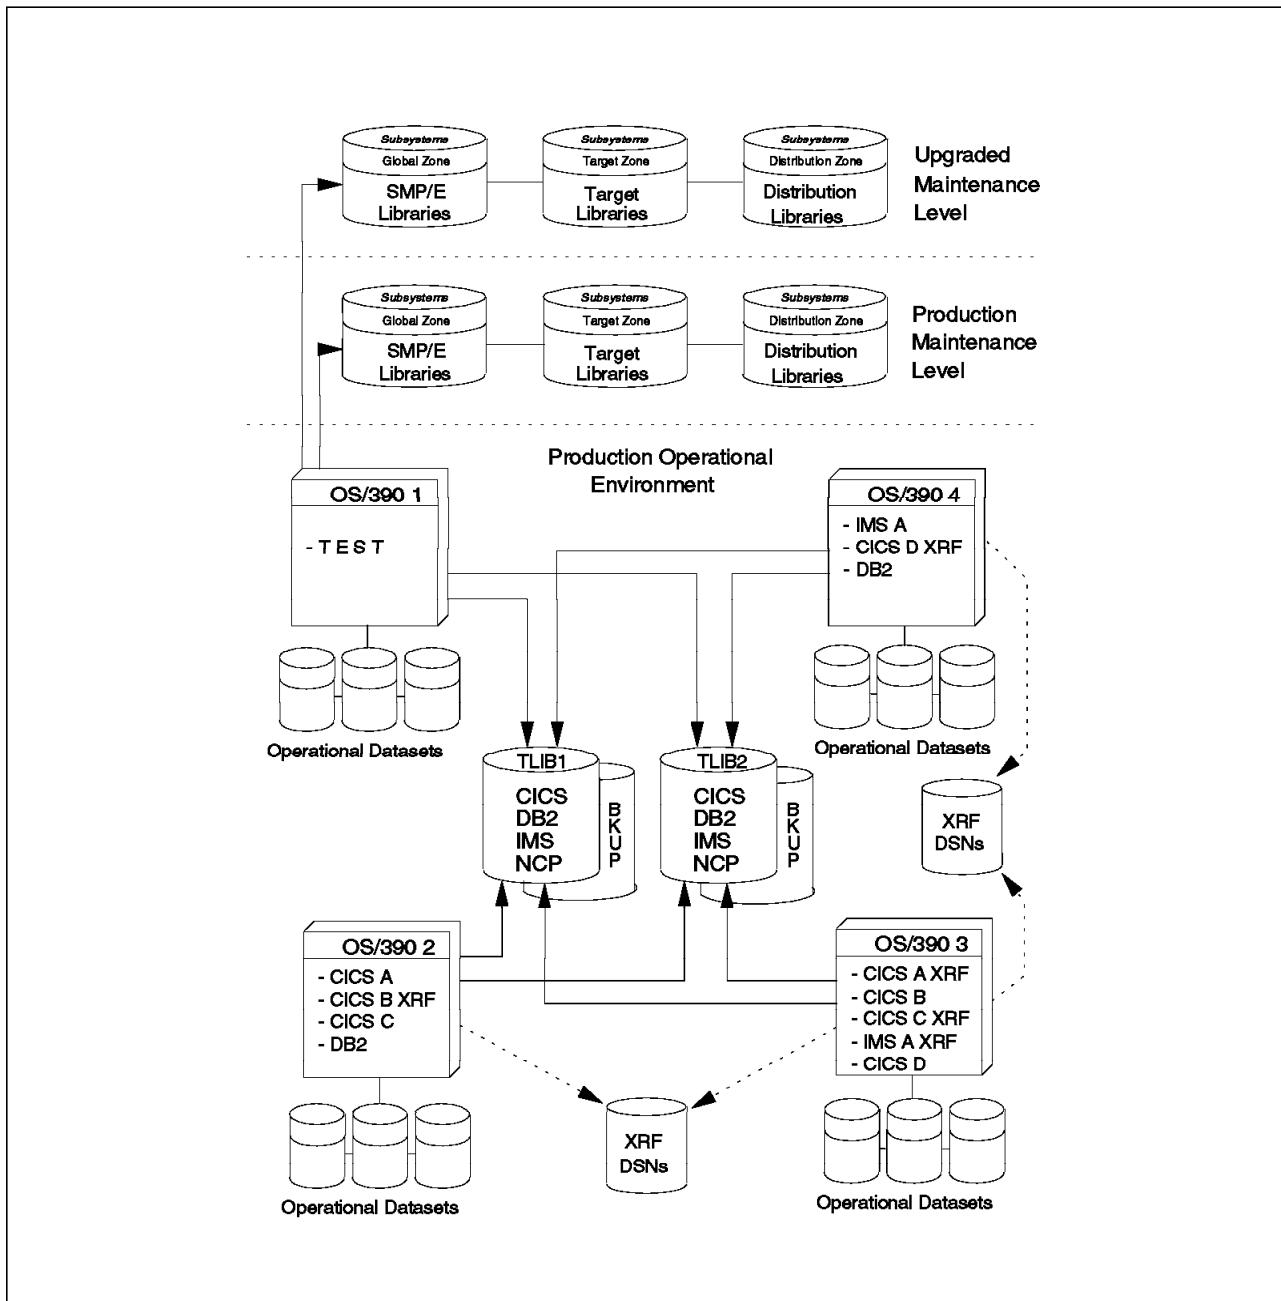 Subsystems
Global Zone
SMP/E
Libraries
Subsystems
Target Zone
Target
Libraries
Subsystems
Distribution Zone
Distribution
Libraries
Upgraded
Maintenance
Level
Subsystems
Global Zone
SMP/E
Libraries
Subsystems
Target Zone
Target
Libraries
Subsystems
Distribution Zone
Distribution
Libraries
Production
Maintenance
Level
Production Operational
Environment
OS/390 1
- T E S T
Operational Datasets
OS/390 4
- IMS A
- CICS D XRF
- DB2
Operational Datasets
TLIB1
CICS
DB2
IMS
NCP
BKUP
TLIB2
CICS
DB2
IMS
NCP
BKUP
XRF
DSNs
OS/390 2
- CICS A
- CICS B XRF
- CICS C
- DB2
Operational Datasets
XRF
DSNs
OS/390 3
- CICS A XRF
- CICS B
- CICS C XRF
- IMS A XRF
- CICS D
Operational Datasets